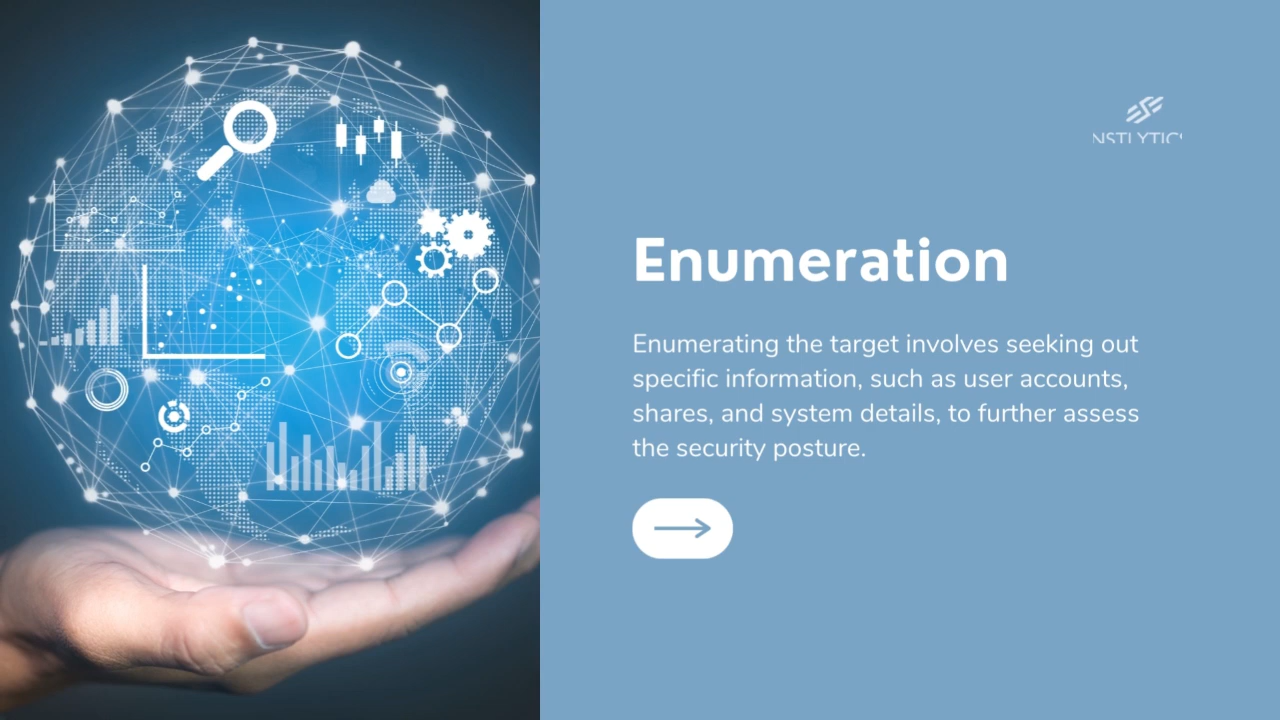 Enumeration
Enumerating the target involves seeking out
specific information, such as user accounts,
shares, and system details, to further assess
the security posture.